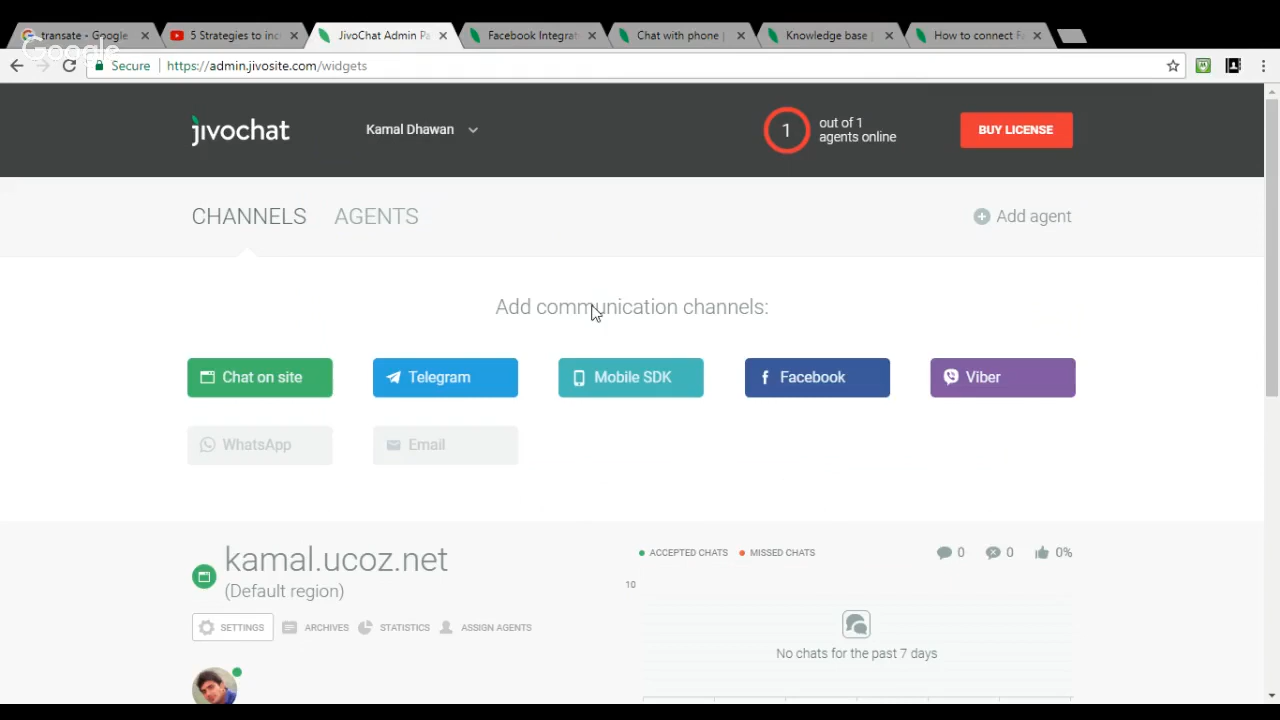 transate - Google
5 Strategies to inc
JivoChat Admin Pa
Facebook Integrat
Chat with phone |
Knowledge base |
How to connect Fa
Google
Secure
https://admin.jivosite.com/widgets
jivochat
Kamal Dhawan
1
out of 1
agents online
BUY LICENSE
CHANNELS
AGENTS
Add agent
Add communication channels:
Chat on site
Telegram
Mobile SDK
Facebook
Viber
WhatsApp
Email
kamal.ucoz.net
(Default region)
SETTINGS
ARCHIVES
STATISTICS
ASSIGN AGENTS
ACCEPTED CHATS
MISSED CHATS
0
0
0%
10
No chats for the past 7 days